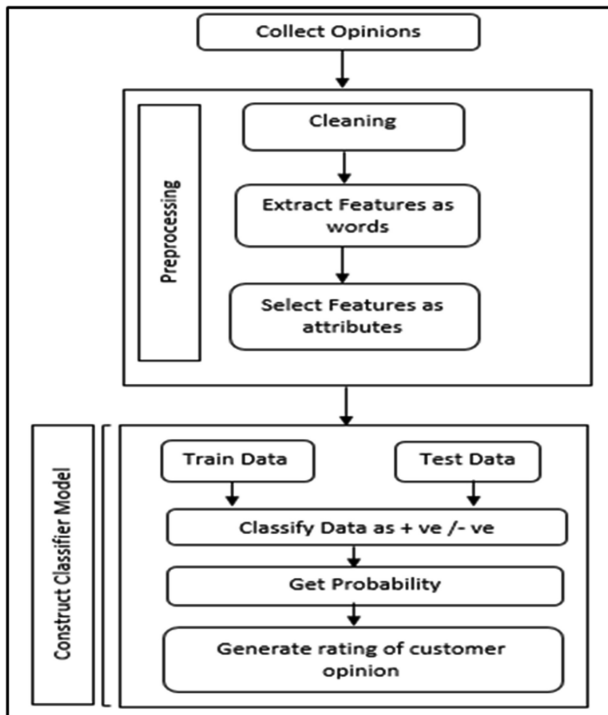 Collect Opinions
Preprocessing
Cleaning
Extract Features as
words
Select Features as
attributes
Construct Classifier Model
Train Data
Test Data
Classify Data as + ve /- ve
Get Probability
Generate rating of customer
opinion